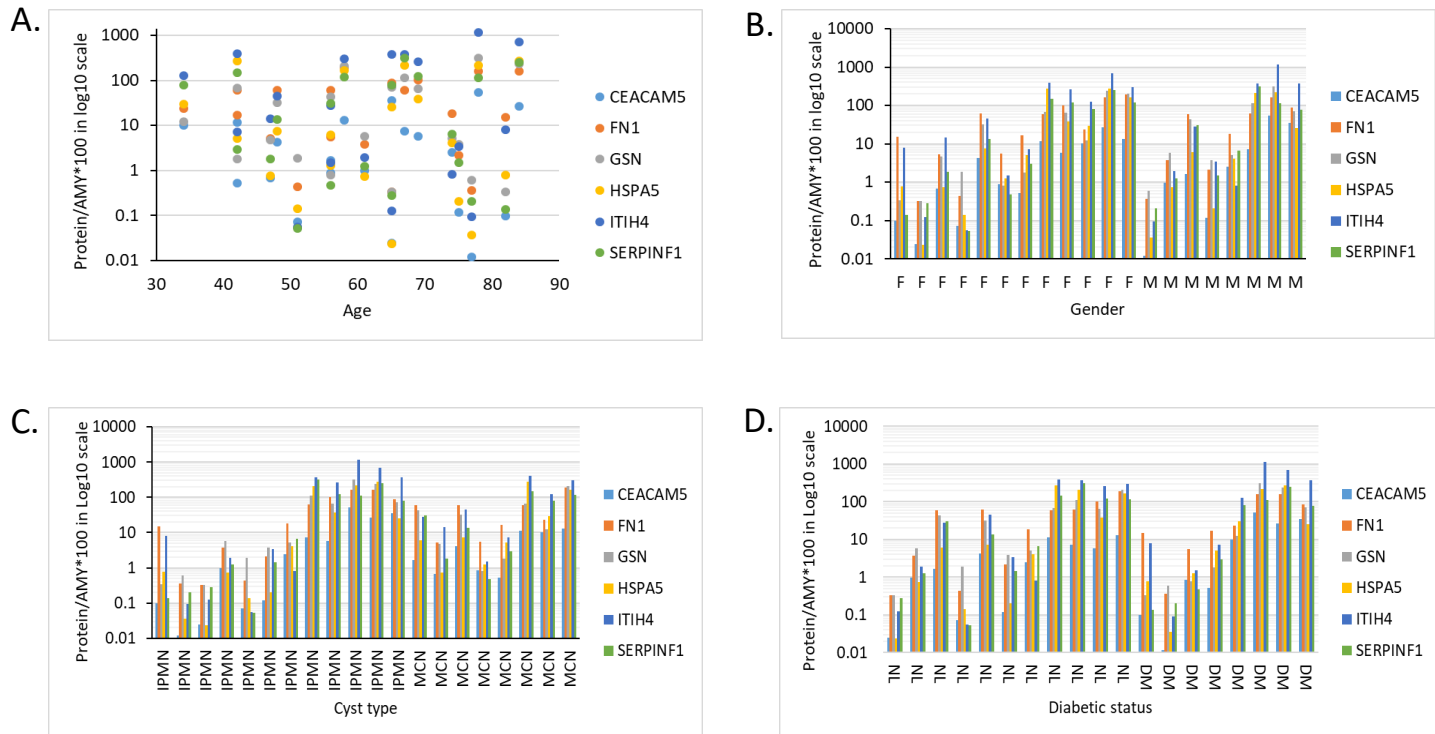 A.
Protein/AMY*100 in log10 scale
1000
100
10
1
0.1
0.01
30 40 50 60 70 80 90
Age
CEACAM5
FN1
GSN
HSPA5
ITIH4
SERPINF1
B.
Protein/AMY*100 in log10 scale
10000
1000
100
10
1
0.1
0.01
F F F F F F F F F F F F M M M M M M M M
Gender
CEACAM5
FN1
GSN
HSPA5
ITIH4
SERPINF1
C.
Protein/AMY*100 in Log10 scale
10000
1000
100
10
1
0.1
0.01
IPMN IPMN IPMN IPMN IPMN IPMN IPMN IPMN IPMN IPMN IPMN IPMN MCN MCN MCN MCN MCN MCN MCN MCN
Cyst type
CEACAM5
FN1
GSN
HSPA5
ITIH4
SERPINF1
D.
Protein/AMY*100 in Log10 scale
10000
1000
100
10
1
0.1
0.01
NL NL NL NL NL NL NL NL NL NL NL DM DM DM DM DM DM DM DM
Diabetic status
CEACAM5
FN1
GSN
HSPA5
ITIH4
SERPINF1